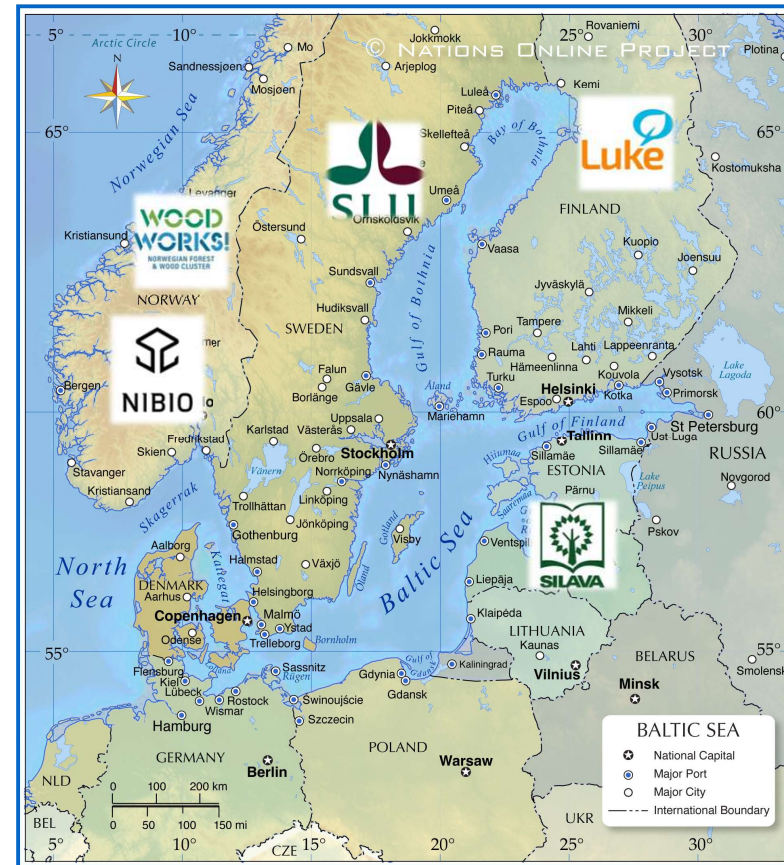 Arctic Circle
10°
15°
20°
25°
30°
© NATIONS ONLINE PROJECT
Rovaniemi
Plotina
N
Mo
Jokkmokk
Arjeplog
Sandnessjøen
Mosjøen
Luleå
Kemi
Piteå
Norwegian Sea
65°
65°
Skellefteå
Bay of Bothnia
Luke
Kostomuksha
SLU
Levanger
WOOD
WORKS!
NORWEGIAN FOREST
& WOOD CLUSTER
Umeå
Örnsköldsvik
FINLAND
Kristiansund
Östersund
Vaasa
Kuopio
Joensuu
Sundsvall
Gulf of Bothnia
Jyväskylä
NORWAY
Hudiksvall
SWEDEN
Mikkeli
Pori
Tampere
Lahti
Lappeenranta
Rauma
Hämeenlinna
Kouvola
Vysotsk
Lake
Lagoda
NIBIO
Falun
Borlänge
Gävle
Turku
Åland
Helsinki
Kotka
Primorsk
Bergen
Espoo
Mariehamn
60°
Uppsala
Gulf of Finland
St Petersburg
Fredrikstad
Karlstad
Västerås
Tallinn
Ust Luga
Skien
Örebro
Stockholm
Sillamäe
Sillamäe
RUSSIA
Vänern
Norrköping
Nynäshamn
Hiiumaa
ESTONIA
Lake
Peipus
Novgorod
Stavanger
Kristiansand
Linköping
Saaremaa
Pärnu
Skagerrak
Trollhättan
Jönköping
Gotland
Visby
Pskov
Gothenburg
Ventspil
Aalborg
Kattegat
Halmstad
Växjö
Öland
Baltic Sea
SILAVA
North
Sea
DENMARK
Aarhus
Helsingborg
Liepāja
Copenhagen
Malmö
Klaipėda
Odense
Ystad
Trelleborg
Bornholm
LITHUANIA
Kaunas
BELARUS
55°
55°
Flensburg
Kiel
Sassnitz
Rügen
Gdynia
Gulf of
Gdansk
Kaliningrad
Vilnius
Smolensk
Lübeck
Rostock
Swinoujście
Gdansk
Minsk
Wismar
Hamburg
Szczecin
GERMANY
POLAND
Warsaw
Berlin
NLD
BEL
CZE
UKR
0 100 200 km
0 50 100 150 mi
BALTIC SEA
National Capital
Major Port
Major City
International Boundary
5°
10°
15°
20°
25°
30°